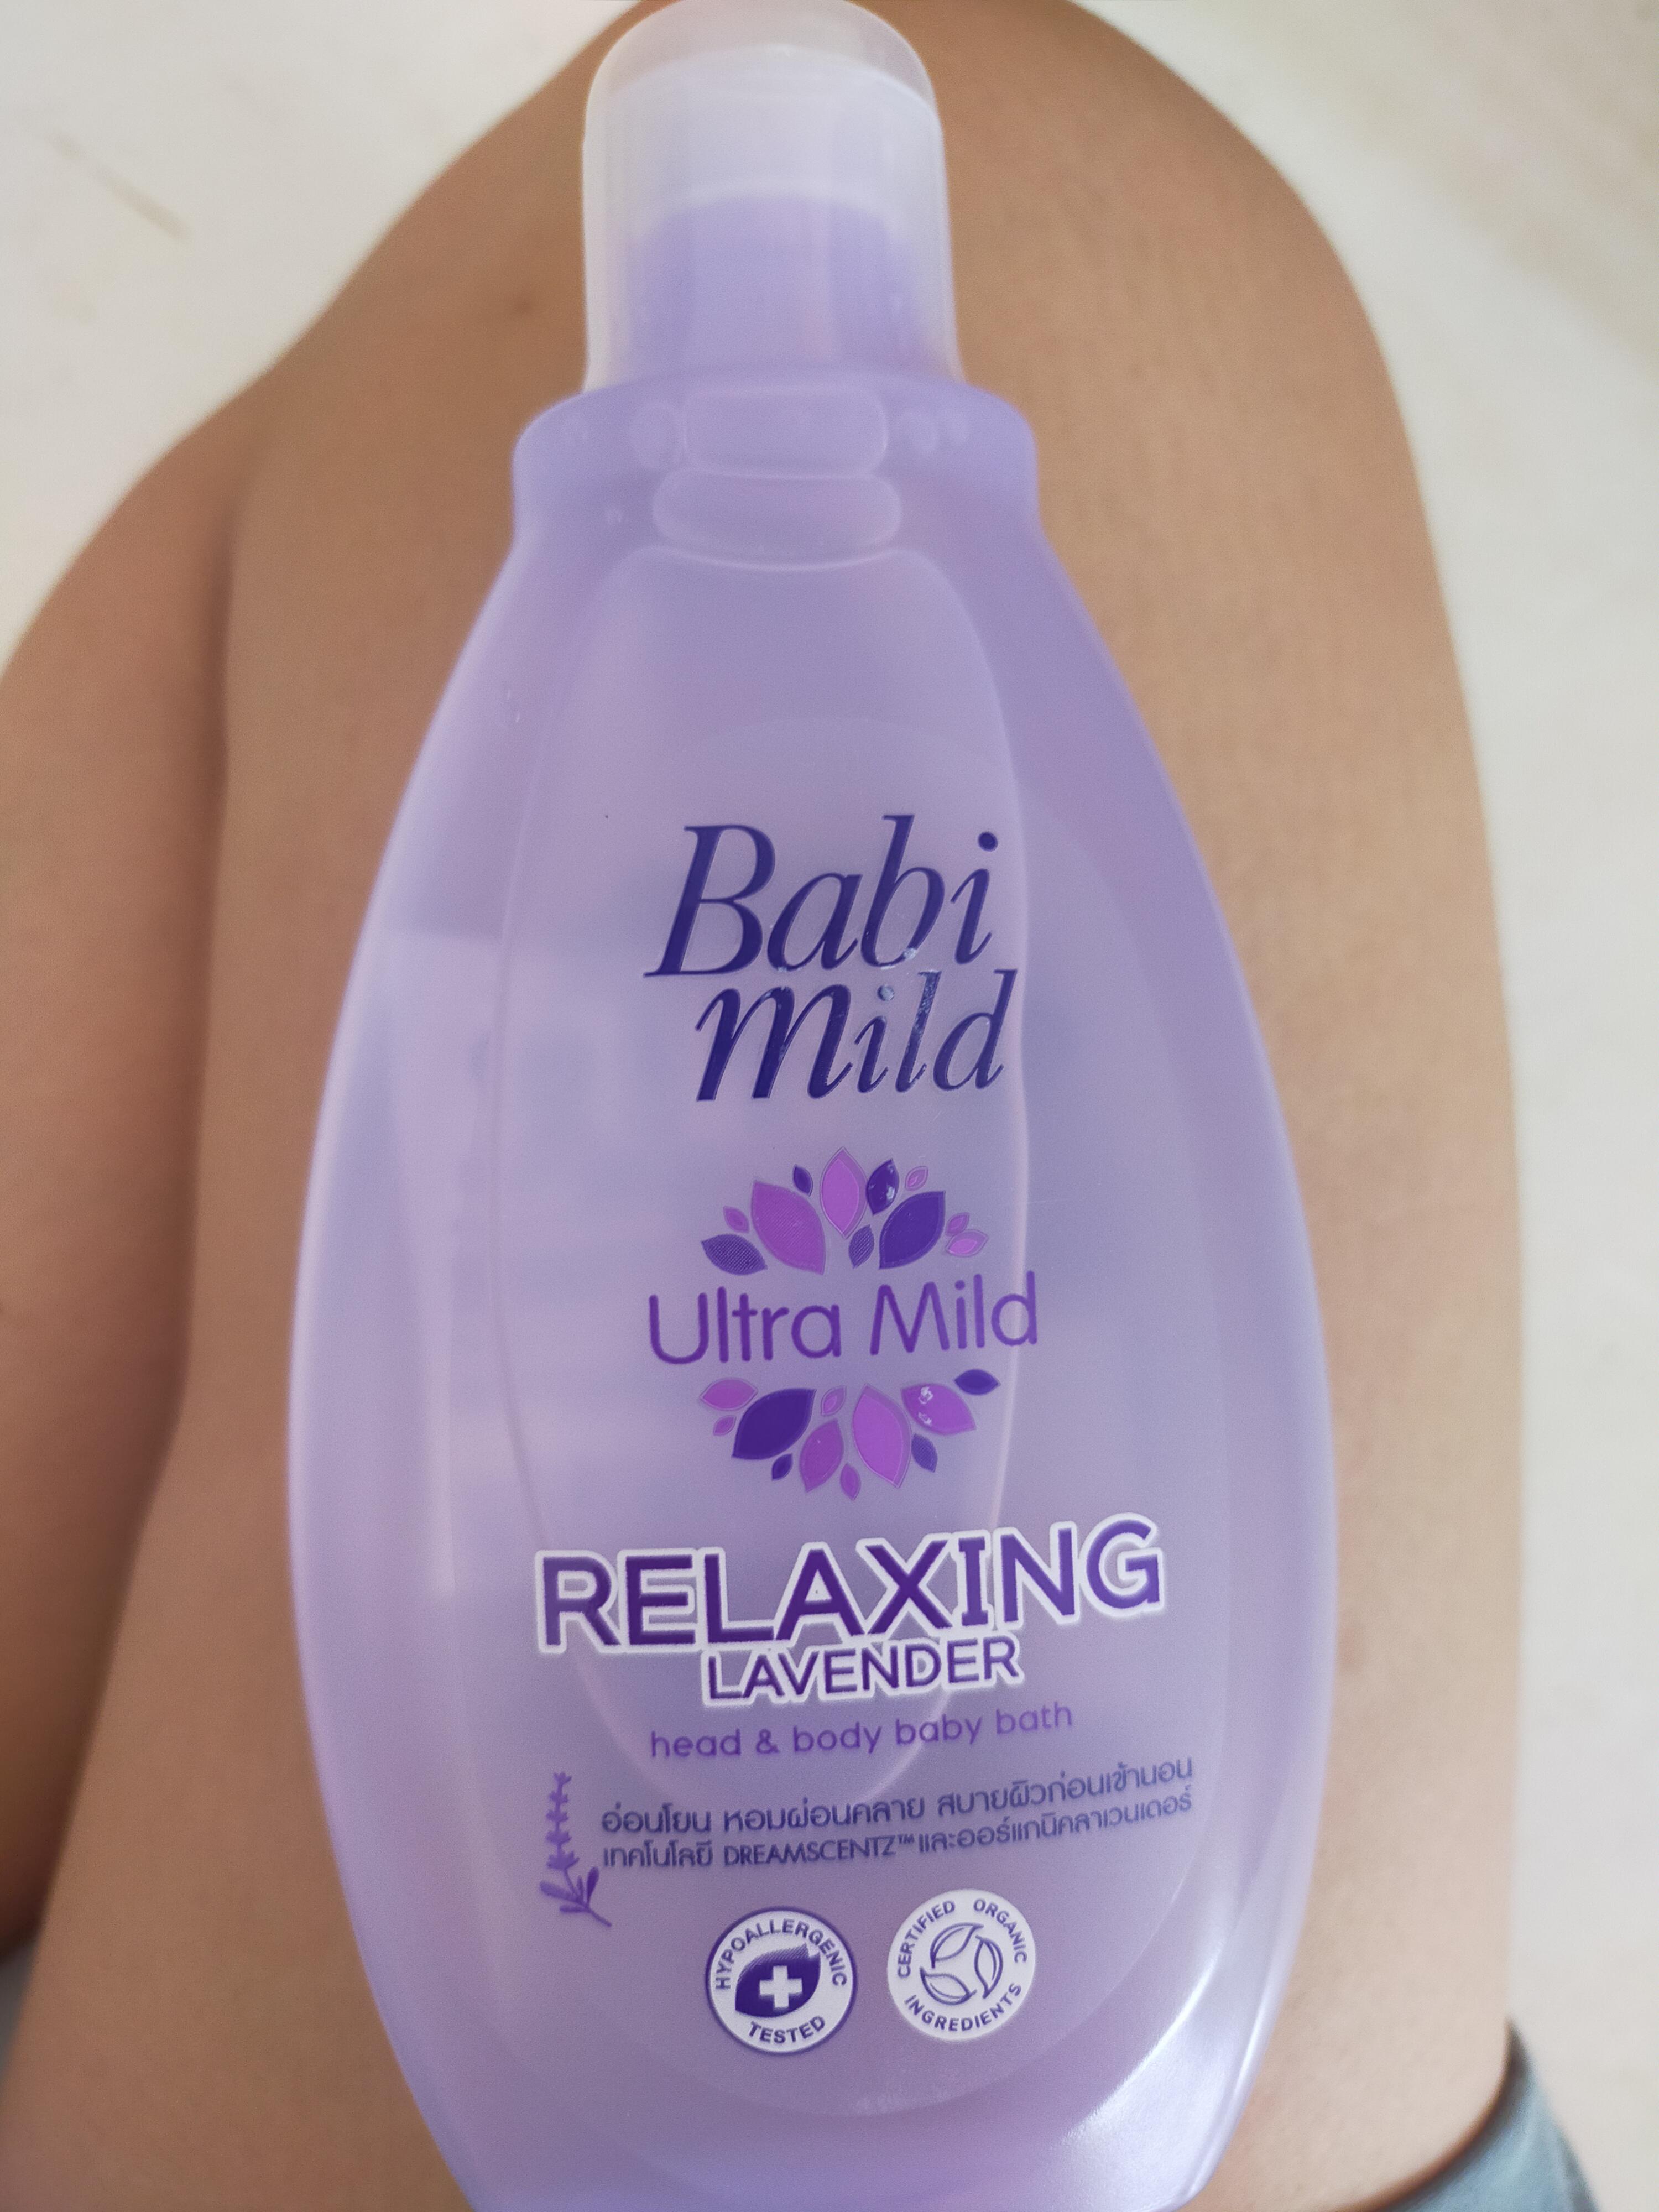 Babi
mild
Ultra Mild
RELAXING
LAVENDER
head & body baby bath
อ่อนโยน หอมผ่อนคลาย สบายผิวก่อนเข้านอน
เทคโนโลยี DREAMSCENTZ™ และออร์แกนิคลาเวนเดอร์
HYPOALLERGENIC
TESTED
CERTIFIED ORGANIC
INGREDIENTS